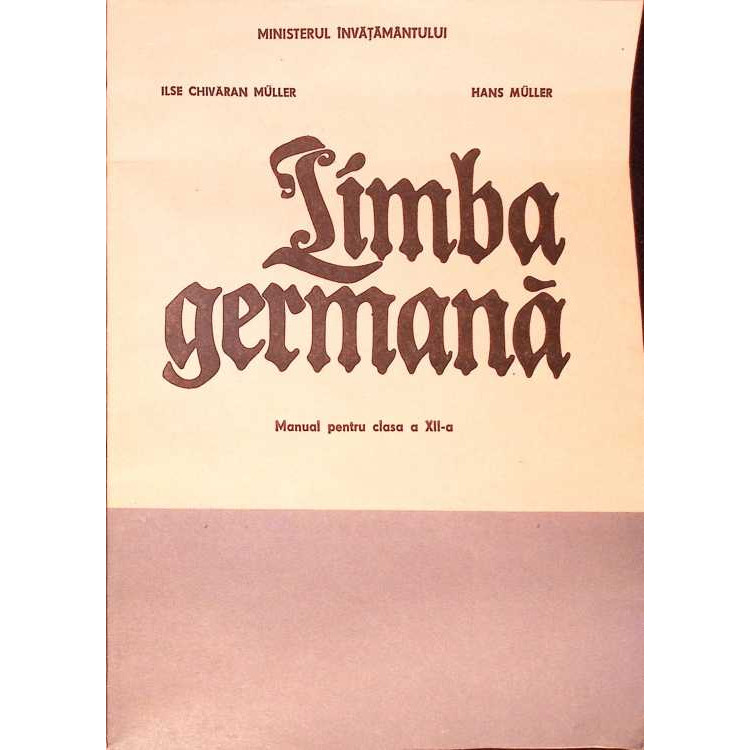 MINISTERUL ÎNVĂȚĂMÂNTULUI
ILSE CHIVĂRAN MÜLLER HANS MÜLLER
Limba
germană
Manual pentru clasa a XII-a